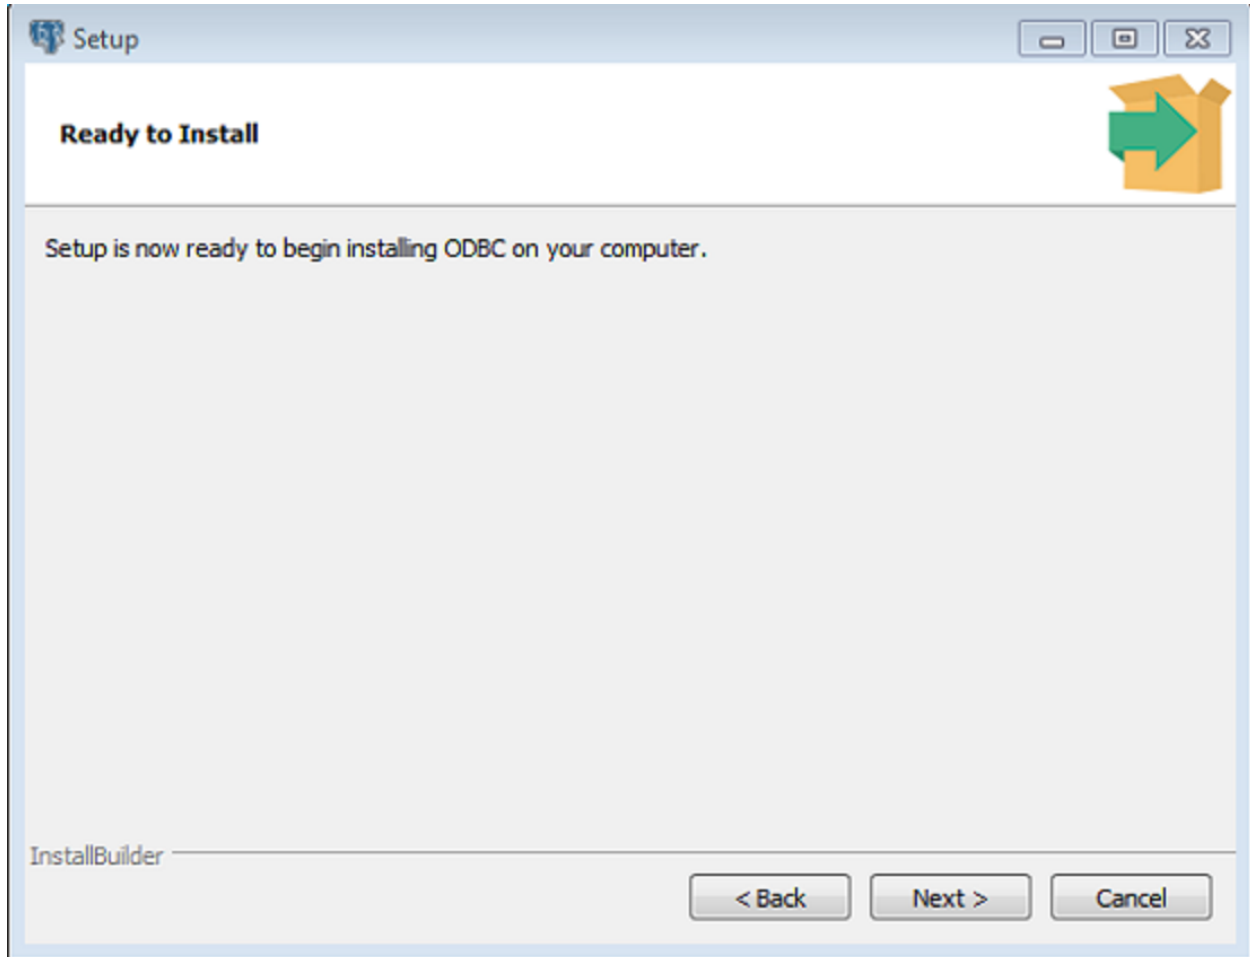 Setup
Ready to Install
Setup is now ready to begin installing ODBC on your computer.
InstallBuilder
< Back Next > Cancel